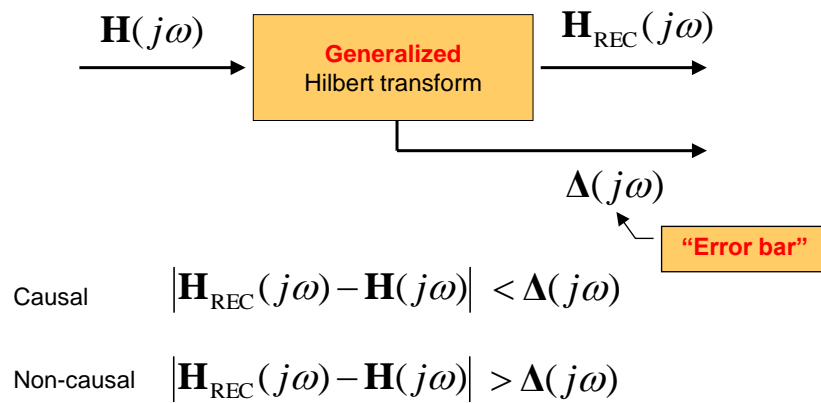 H(jω)
Generalized
Hilbert transform
H_REC(jω)
Δ(jω)
“Error bar”
Causal |H_REC(jω) − H(jω)| < Δ(jω)
Non-causal |H_REC(jω) − H(jω)| > Δ(jω)